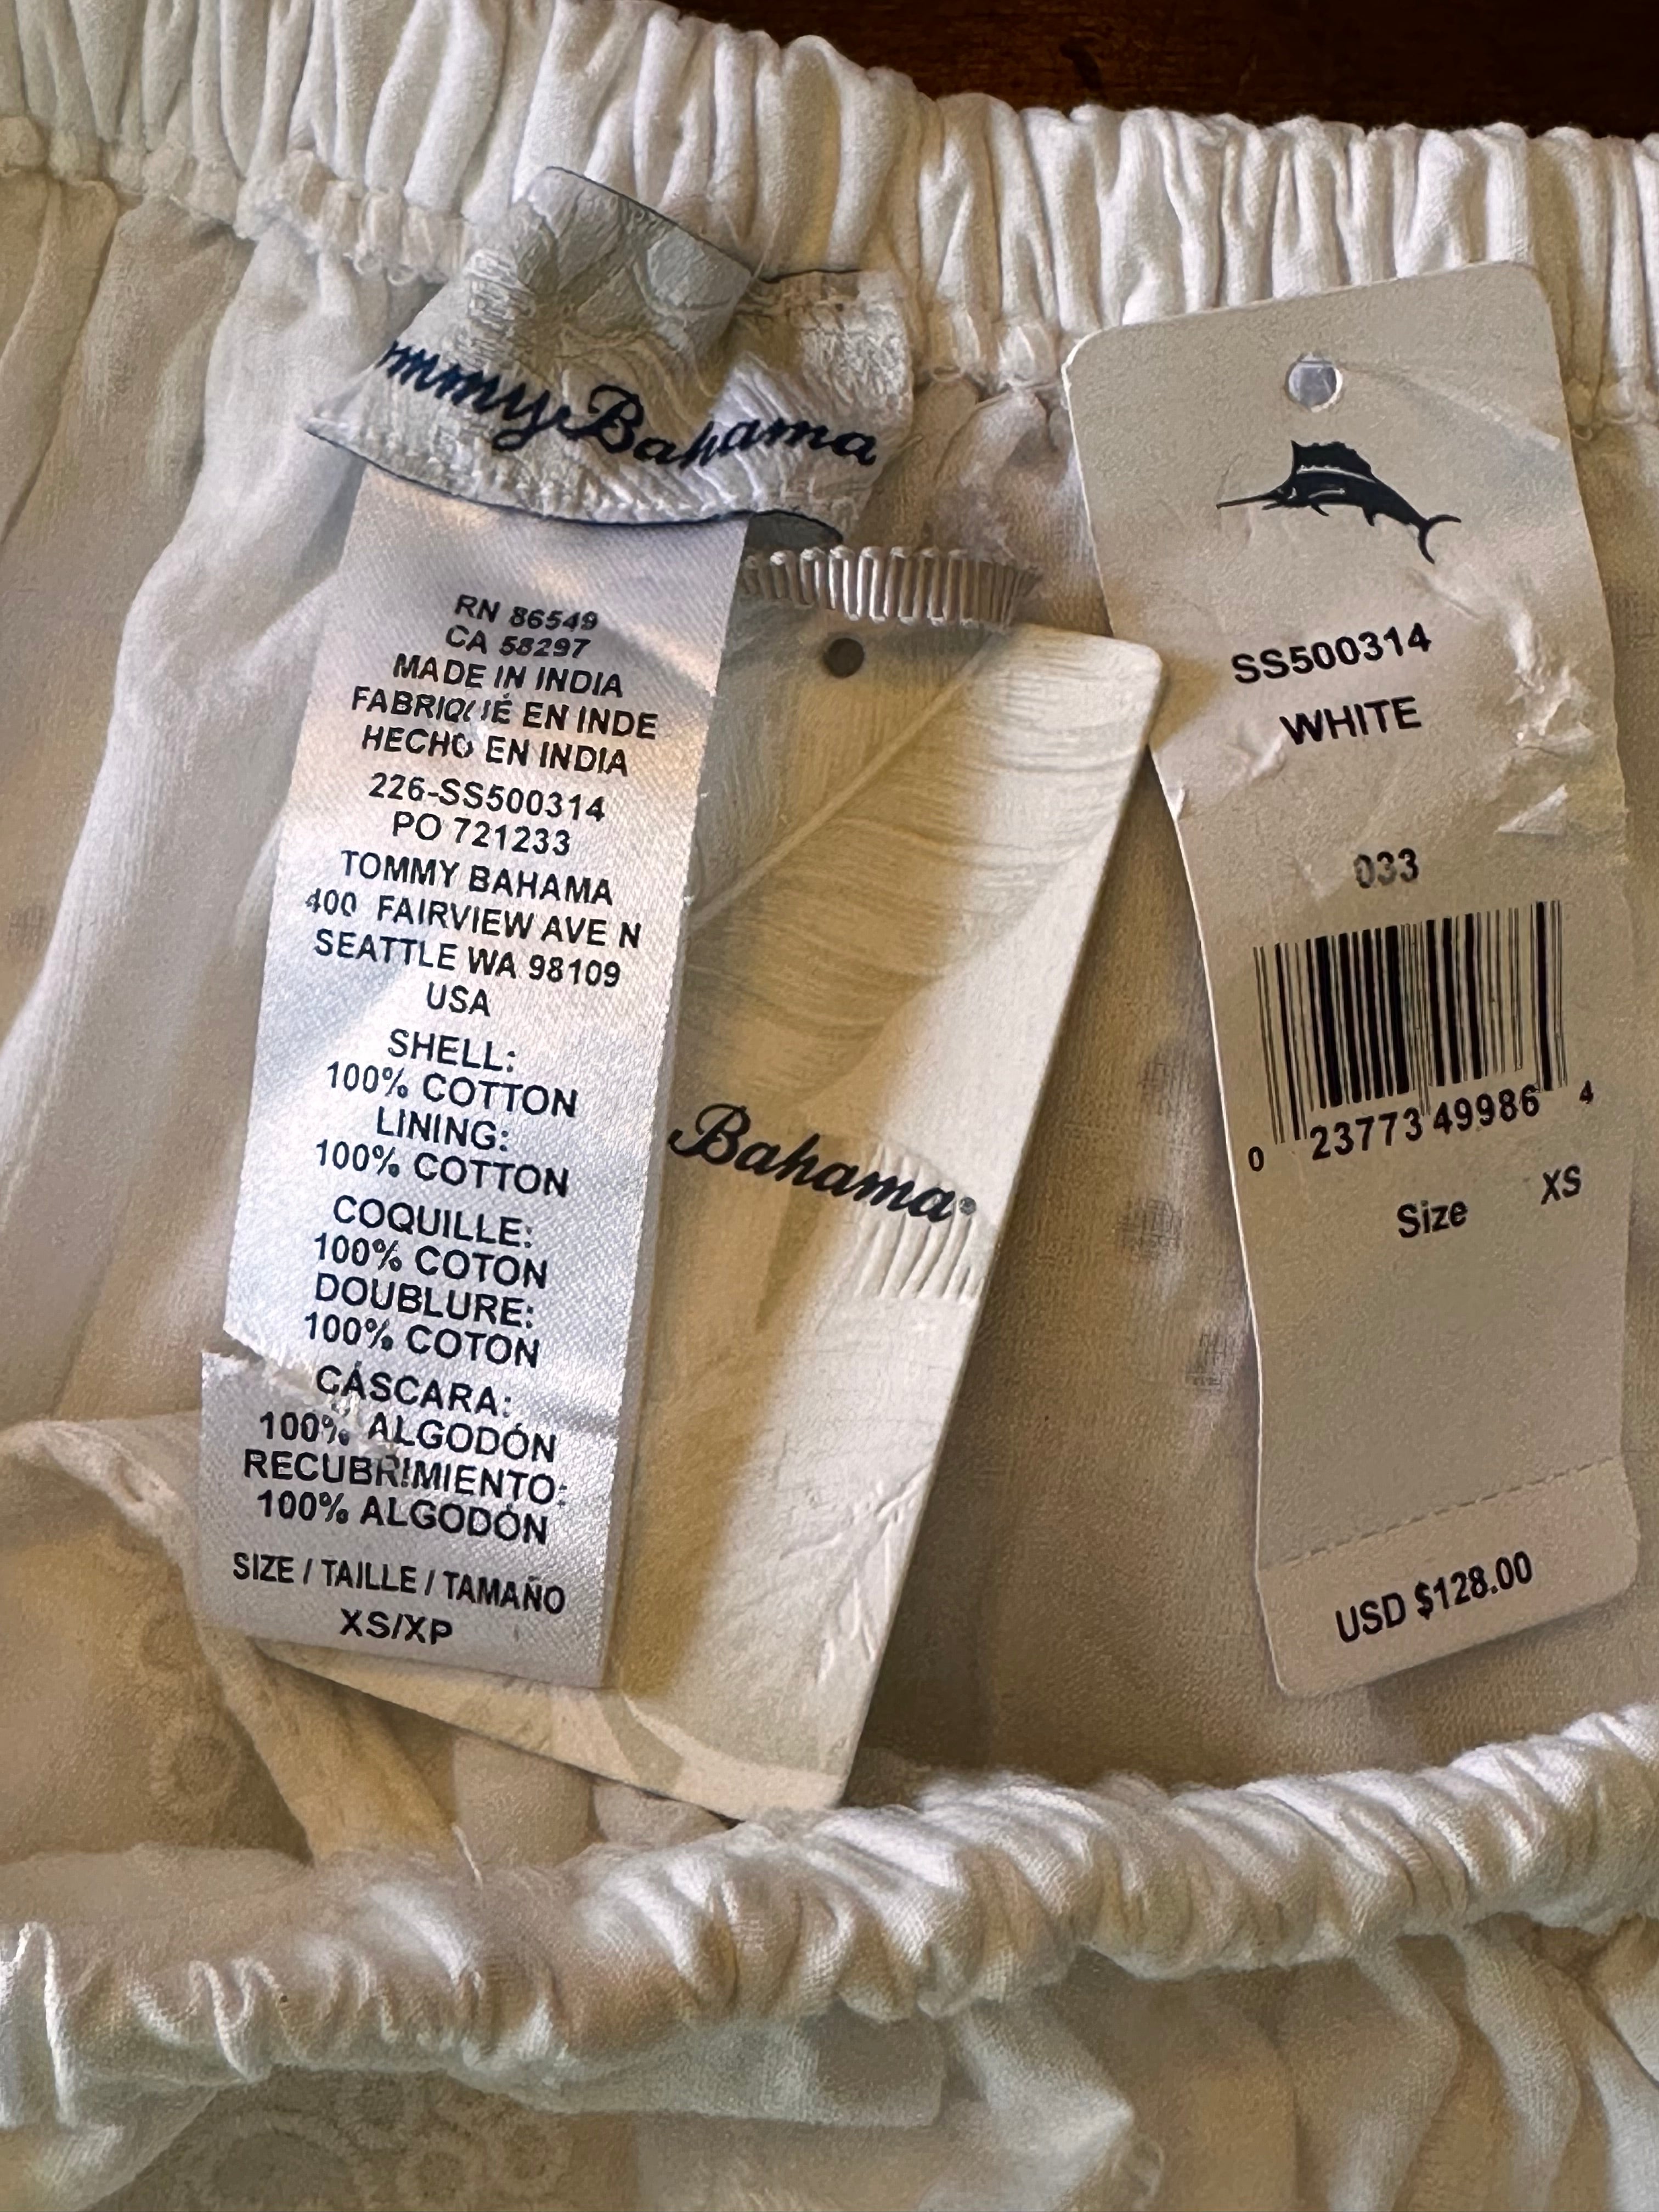 Bahama
RN 86549
CA 58297
MADE IN INDIA
FABRIQUÉ EN INDE
HECHO EN INDIA
226-SS500314
PO 721233
TOMMY BAHAMA
400 FAIRVIEW AVE N
SEATTLE WA 98109
USA
SHELL:
100% COTTON
LINING:
100% COTTON
COQUILLE:
100% COTON
DOUBLURE:
100% COTON
CÁSCARA:
100% ALGODÓN
RECUBRIMIENTO:
100% ALGODÓN
SIZE / TAILLE / TAMAÑO
XS/XP
Bahama®
SS500314
WHITE
033
0 23773 49986 4
Size XS
USD $128.00